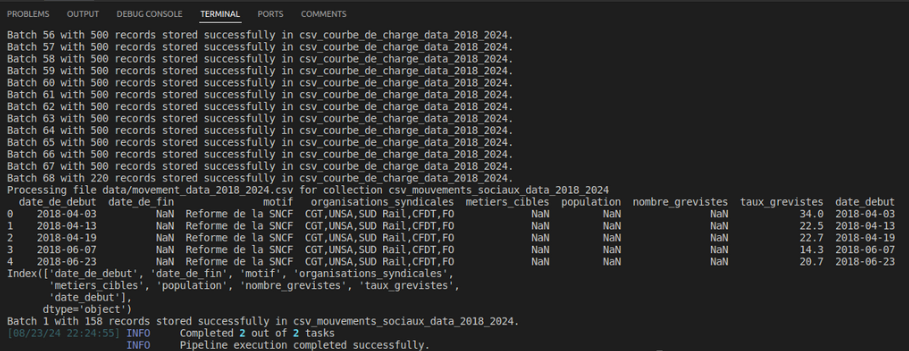 PROBLEMS OUTPUT DEBUG CONSOLE TERMINAL PORTS COMMENTS
Batch 56 with 500 records stored successfully in csv_courbe_de_charge_data_2018_2024.
Batch 57 with 500 records stored successfully in csv_courbe_de_charge_data_2018_2024.
Batch 58 with 500 records stored successfully in csv_courbe_de_charge_data_2018_2024.
Batch 59 with 500 records stored successfully in csv_courbe_de_charge_data_2018_2024.
Batch 60 with 500 records stored successfully in csv_courbe_de_charge_data_2018_2024.
Batch 61 with 500 records stored successfully in csv_courbe_de_charge_data_2018_2024.
Batch 62 with 500 records stored successfully in csv_courbe_de_charge_data_2018_2024.
Batch 63 with 500 records stored successfully in csv_courbe_de_charge_data_2018_2024.
Batch 64 with 500 records stored successfully in csv_courbe_de_charge_data_2018_2024.
Batch 65 with 500 records stored successfully in csv_courbe_de_charge_data_2018_2024.
Batch 66 with 500 records stored successfully in csv_courbe_de_charge_data_2018_2024.
Batch 67 with 500 records stored successfully in csv_courbe_de_charge_data_2018_2024.
Batch 68 with 220 records stored successfully in csv_courbe_de_charge_data_2018_2024.
Processing file data/movement_data_2018_2024.csv for collection csv_mouvements_sociaux_data_2018_2024
date_de_debut date_de_fin motif organisations_syndicales metiers_cibles population nombre_grevistes taux_grevistes date_debut
0 2018-04-03 NaN Reforme de la SNCF CGT,UNSA,SUD Rail,CFDT,FO NaN NaN NaN 34.0 2018-04-03
1 2018-04-13 NaN Reforme de la SNCF CGT,UNSA,SUD Rail,CFDT,FO NaN NaN NaN 22.5 2018-04-13
2 2018-04-19 NaN Reforme de la SNCF CGT,UNSA,SUD Rail,CFDT,FO NaN NaN NaN 22.7 2018-04-19
3 2018-06-07 NaN Reforme de la SNCF CGT,UNSA,SUD Rail,CFDT,FO NaN NaN NaN 14.3 2018-06-07
4 2018-06-23 NaN Reforme de la SNCF CGT,UNSA,SUD Rail,CFDT,FO NaN NaN NaN 20.7 2018-06-23
Index(['date_de_debut', 'date_de_fin', 'motif', 'organisations_syndicales',
'metiers_cibles', 'population', 'nombre_grevistes', 'taux_grevistes',
'date_debut'],
dtype='object')
Batch 1 with 158 records stored successfully in csv_mouvements_sociaux_data_2018_2024.
[08/23/24 22:24:55] INFO Completed 2 out of 2 tasks
INFO Pipeline execution completed successfully.